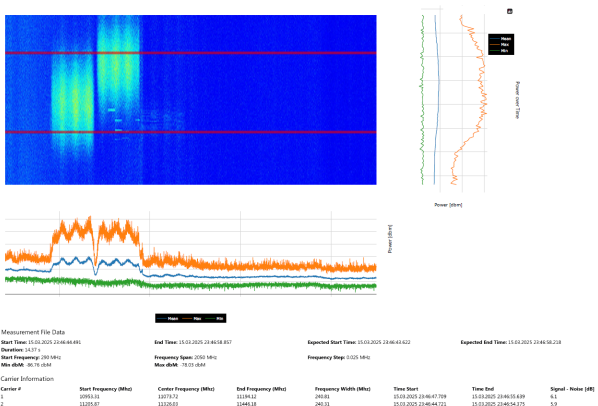 Mean
Max
Min
Power over Time
Power [dbm]
Power [dbm]
Mean Max Min
Measurement File Data
Start Time: 15.03.2025 23:46:44.491 End Time: 15.03.2025 23:46:58.857 Expected Start Time: 15.03.2025 23:46:43.622 Expected End Time: 15.03.2025 23:46:58.218
Duration: 14.37 s
Start Frequency: 290 MHz Frequency Span: 2050 MHz Frequency Step: 0.025 MHz
Min dbM: -86.76 dbM Max dbM: -78.03 dbM
Carrier Information
Carrier # Start Frequency (Mhz) Center Frequency (Mhz) End Frequency (Mhz) Frequency Width (Mhz) Time Start Time End Signal - Noise [dB]
1 10953.31 11073.72 11194.12 240.81 15.03.2025 23:46:47.709 15.03.2025 23:46:55.639 6.1
2 11205.87 11326.03 11446.18 240.31 15.03.2025 23:46:44.721 15.03.2025 23:46:54.375 5.9